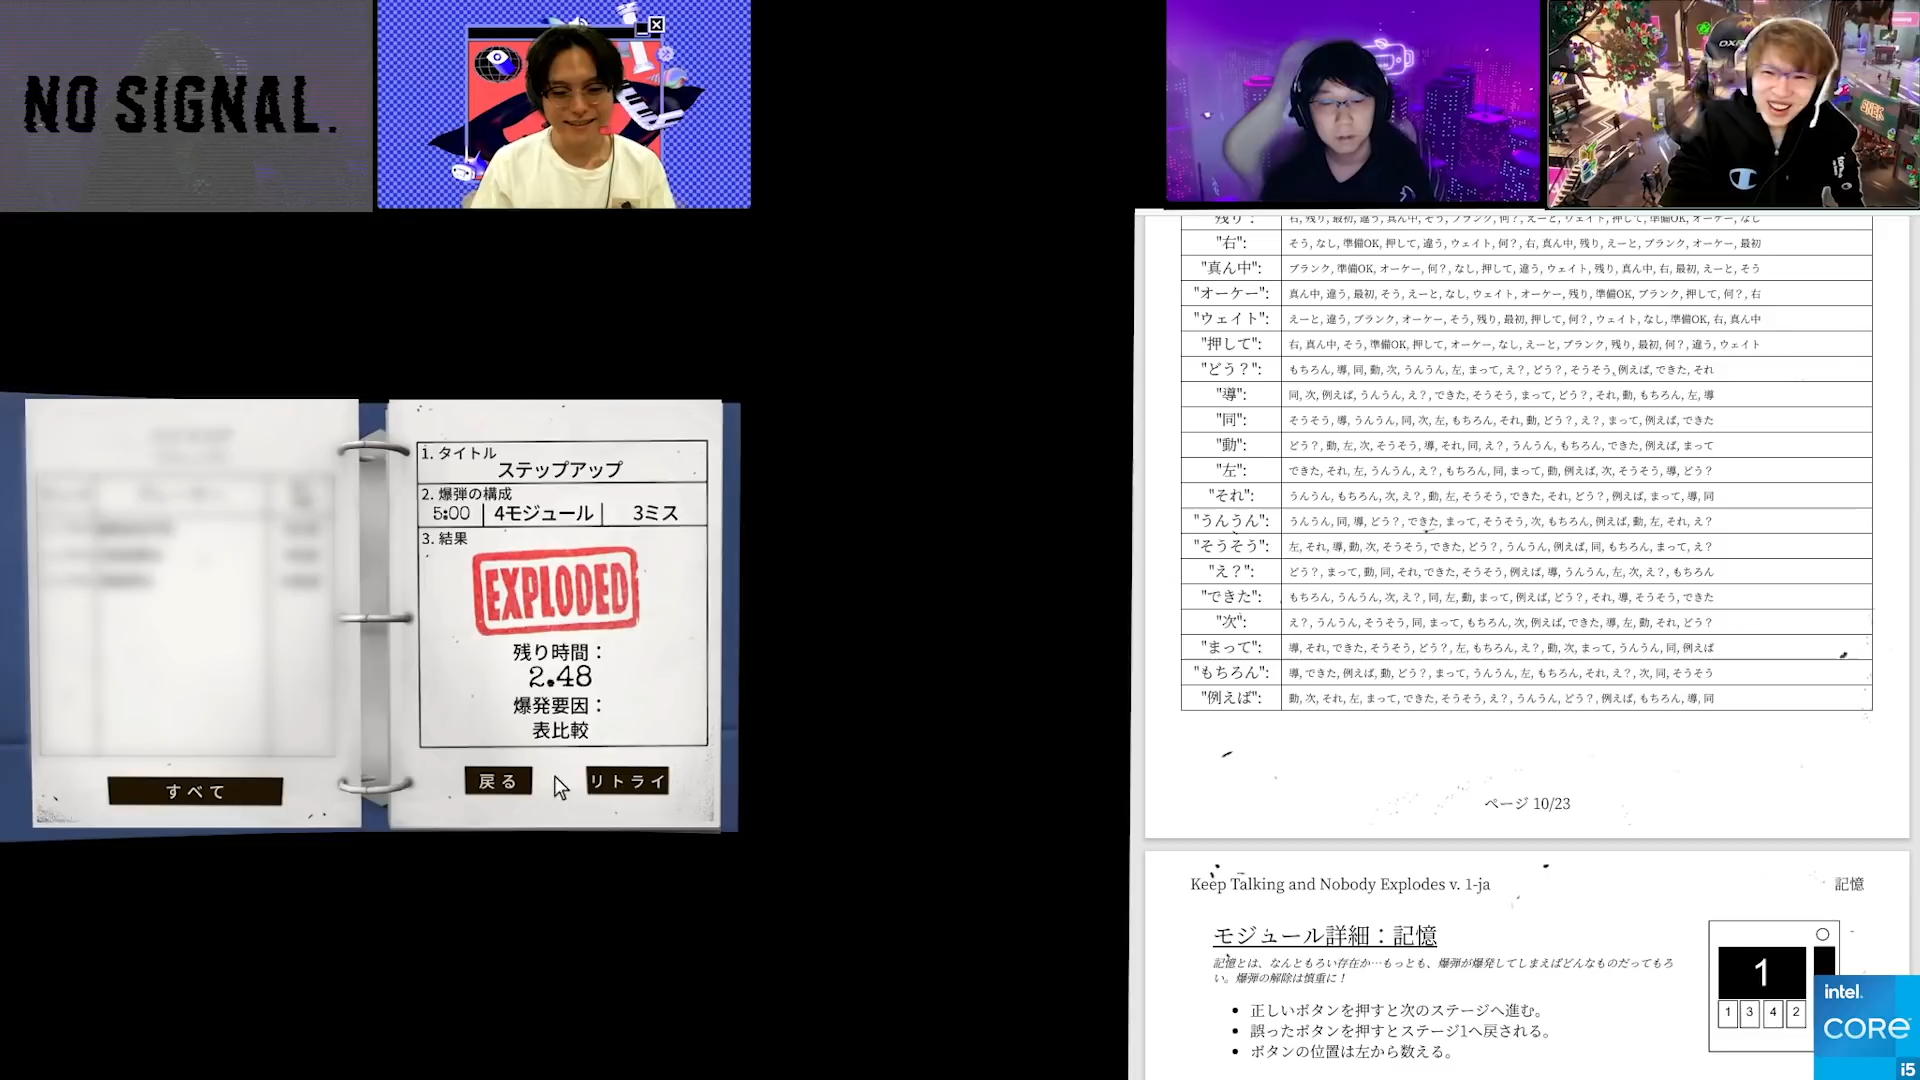 NO SIGNAL.
1. タイトル
ステップアップ
2. 爆弾の構成
5:00 4モジュール 3ミス
3. 結果
EXPLODED
残り時間：
2.48
爆発要因：
表比較
すべて
戻る
リトライ
"右": そう, なし, 準備OK, 押して, 違う, ウェイト, 何？, 右, 真ん中, 残り, えーと, ブランク, オーケー, 最初
"真ん中": ブランク, 準備OK, オーケー, 何？, なし, 押して, 違う, ウェイト, 残り, 真ん中, 右, 最初, えーと, そう
"オーケー": 真ん中, 違う, 最初, そう, えーと, なし, ウェイト, オーケー, 残り, 準備OK, ブランク, 押して, 何？, 右
"ウェイト": えーと, 違う, ブランク, オーケー, そう, 残り, 最初, 押して, 何？, ウェイト, なし, 準備OK, 右, 真ん中
"押して": 右, 真ん中, そう, 準備OK, 押して, オーケー, なし, えーと, ブランク, 残り, 最初, 何？, 違う, ウェイト
"どう？": もちろん, 導, 同, 動, 次, うんうん, 左, まって, え？, どう？, そうそう, 例えば, できた, それ
"導": 同, 次, 例えば, うんうん, え？, できた, そうそう, まって, どう？, それ, 動, もちろん, 左, 導
"同": そうそう, 導, うんうん, 同, 次, 左, もちろん, それ, 動, どう？, え？, まって, 例えば, できた
"動": どう？, 動, 左, 次, そうそう, 導, それ, 同, え？, うんうん, もちろん, できた, 例えば, まって
"左": できた, それ, 左, うんうん, え？, もちろん, 同, まって, 動, 例えば, 次, そうそう, 導, どう？
"それ": うんうん, もちろん, 次, え？, 動, 左, そうそう, できた, それ, どう？, 例えば, まって, 導, 同
"うんうん": うんうん, 同, 導, どう？, できた, まって, そうそう, 次, もちろん, 例えば, 動, 左, それ, え？
"そうそう": 左, それ, 導, 動, 次, そうそう, できた, どう？, うんうん, 例えば, 同, もちろん, まって, え？
"え？": どう？, まって, 動, 同, それ, できた, そうそう, 例えば, 導, うんうん, 左, 次, え？, もちろん
"できた": もちろん, うんうん, 次, え？, 同, 左, 動, まって, 例えば, どう？, それ, 導, そうそう, できた
"次": え？, うんうん, そうそう, 同, まって, もちろん, 次, 例えば, できた, 導, 左, 動, それ, どう？
"まって": 導, それ, できた, そうそう, どう？, 左, もちろん, え？, 動, 次, まって, うんうん, 同, 例えば
"もちろん": 導, できた, 例えば, 動, どう？, まって, うんうん, 左, もちろん, それ, え？, 次, 同, そうそう
"例えば": 動, 次, それ, 左, まって, できた, そうそう, え？, うんうん, どう？, 例えば, もちろん, 導, 同
ページ 10/23
Keep Talking and Nobody Explodes v. 1-ja
記憶
モジュール詳細：記憶
記憶とは、なんともろい存在か…もっとも、爆弾が爆発してしまえばどんなものだってもろ
い。爆弾の解除は慎重に！
• 正しいボタンを押すと次のステージへ進む。
• 誤ったボタンを押すとステージ1へ戻される。
• ボタンの位置は左から数える。
1
1 3 4 2
intel.
CORE
i5